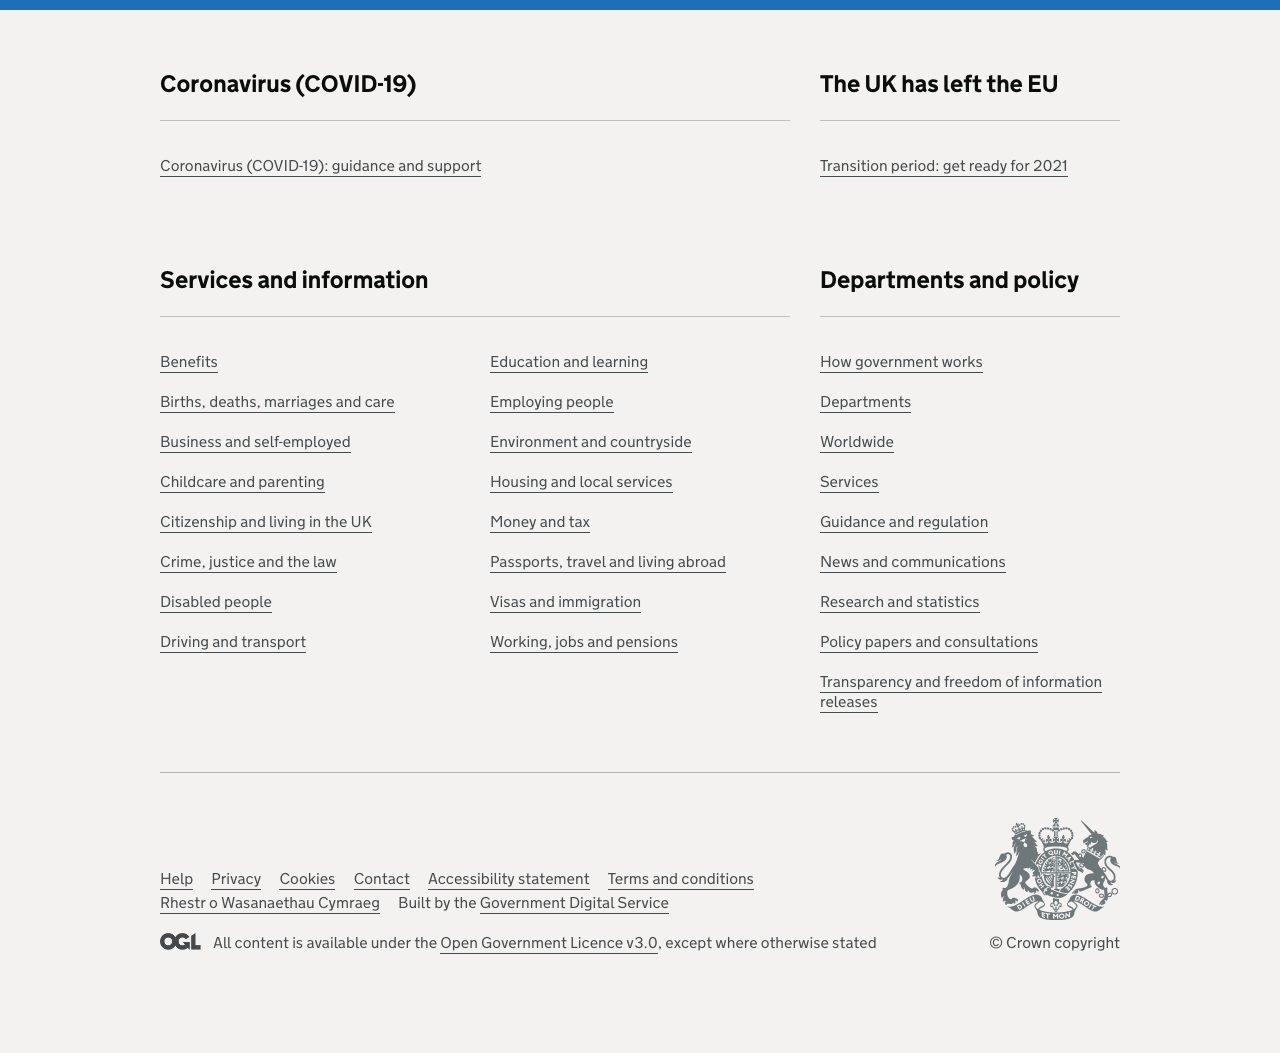 Coronavirus (COVID-19)
Coronavirus (COVID-19): guidance and support
The UK has left the EU
Transition period: get ready for 2021
Services and information
Benefits
Births, deaths, marriages and care
Business and self-employed
Childcare and parenting
Citizenship and living in the UK
Crime, justice and the law
Disabled people
Driving and transport
Education and learning
Employing people
Environment and countryside
Housing and local services
Money and tax
Passports, travel and living abroad
Visas and immigration
Working, jobs and pensions
Departments and policy
How government works
Departments
Worldwide
Services
Guidance and regulation
News and communications
Research and statistics
Policy papers and consultations
Transparency and freedom of information
releases
Help Privacy Cookies Contact Accessibility statement Terms and conditions
Rhestr o Wasanaethau Cymraeg Built by the Government Digital Service
OGL All content is available under the Open Government Licence v3.0, except where otherwise stated
DIEU ET MON DROIT
© Crown copyright